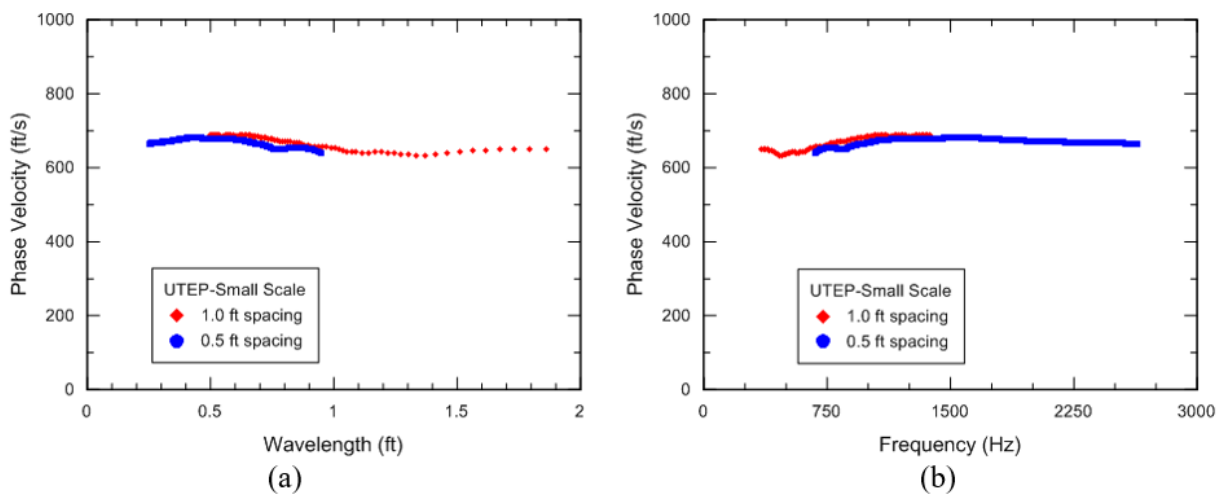 1000
800
600
400
200
0
Phase Velocity (ft/s)
UTEP-Small Scale
1.0 ft spacing
0.5 ft spacing
0 0.5 1 1.5 2
Wavelength (ft)
(a)
1000
800
600
400
200
0
Phase Velocity (ft/s)
UTEP-Small Scale
1.0 ft spacing
0.5 ft spacing
0 750 1500 2250 3000
Frequency (Hz)
(b)